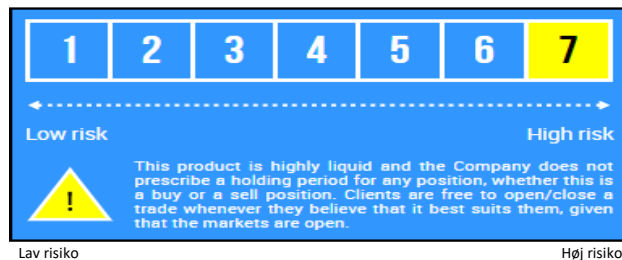 1 2 3 4 5 6 7
Low risk High risk
! This product is highly liquid and the Company does not
prescribe a holding period for any position, whether this is
a buy or a sell position. Clients are free to open/close a
trade whenever they believe that it best suits them, given
that the markets are open.
Lav risiko Høj risiko